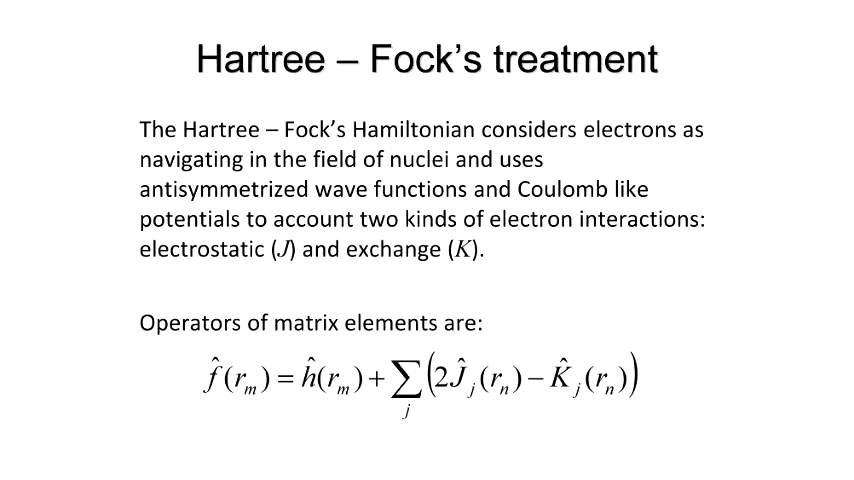 Hartree – Fock’s treatment
The Hartree – Fock’s Hamiltonian considers electrons as
navigating in the field of nuclei and uses
antisymmetrized wave functions and Coulomb like
potentials to account two kinds of electron interactions:
electrostatic (J) and exchange (K).
Operators of matrix elements are:
f̂(r_m) = ĥ(r_m) + ∑_j (2Ĵ_j(r_n) − K̂_j(r_n))